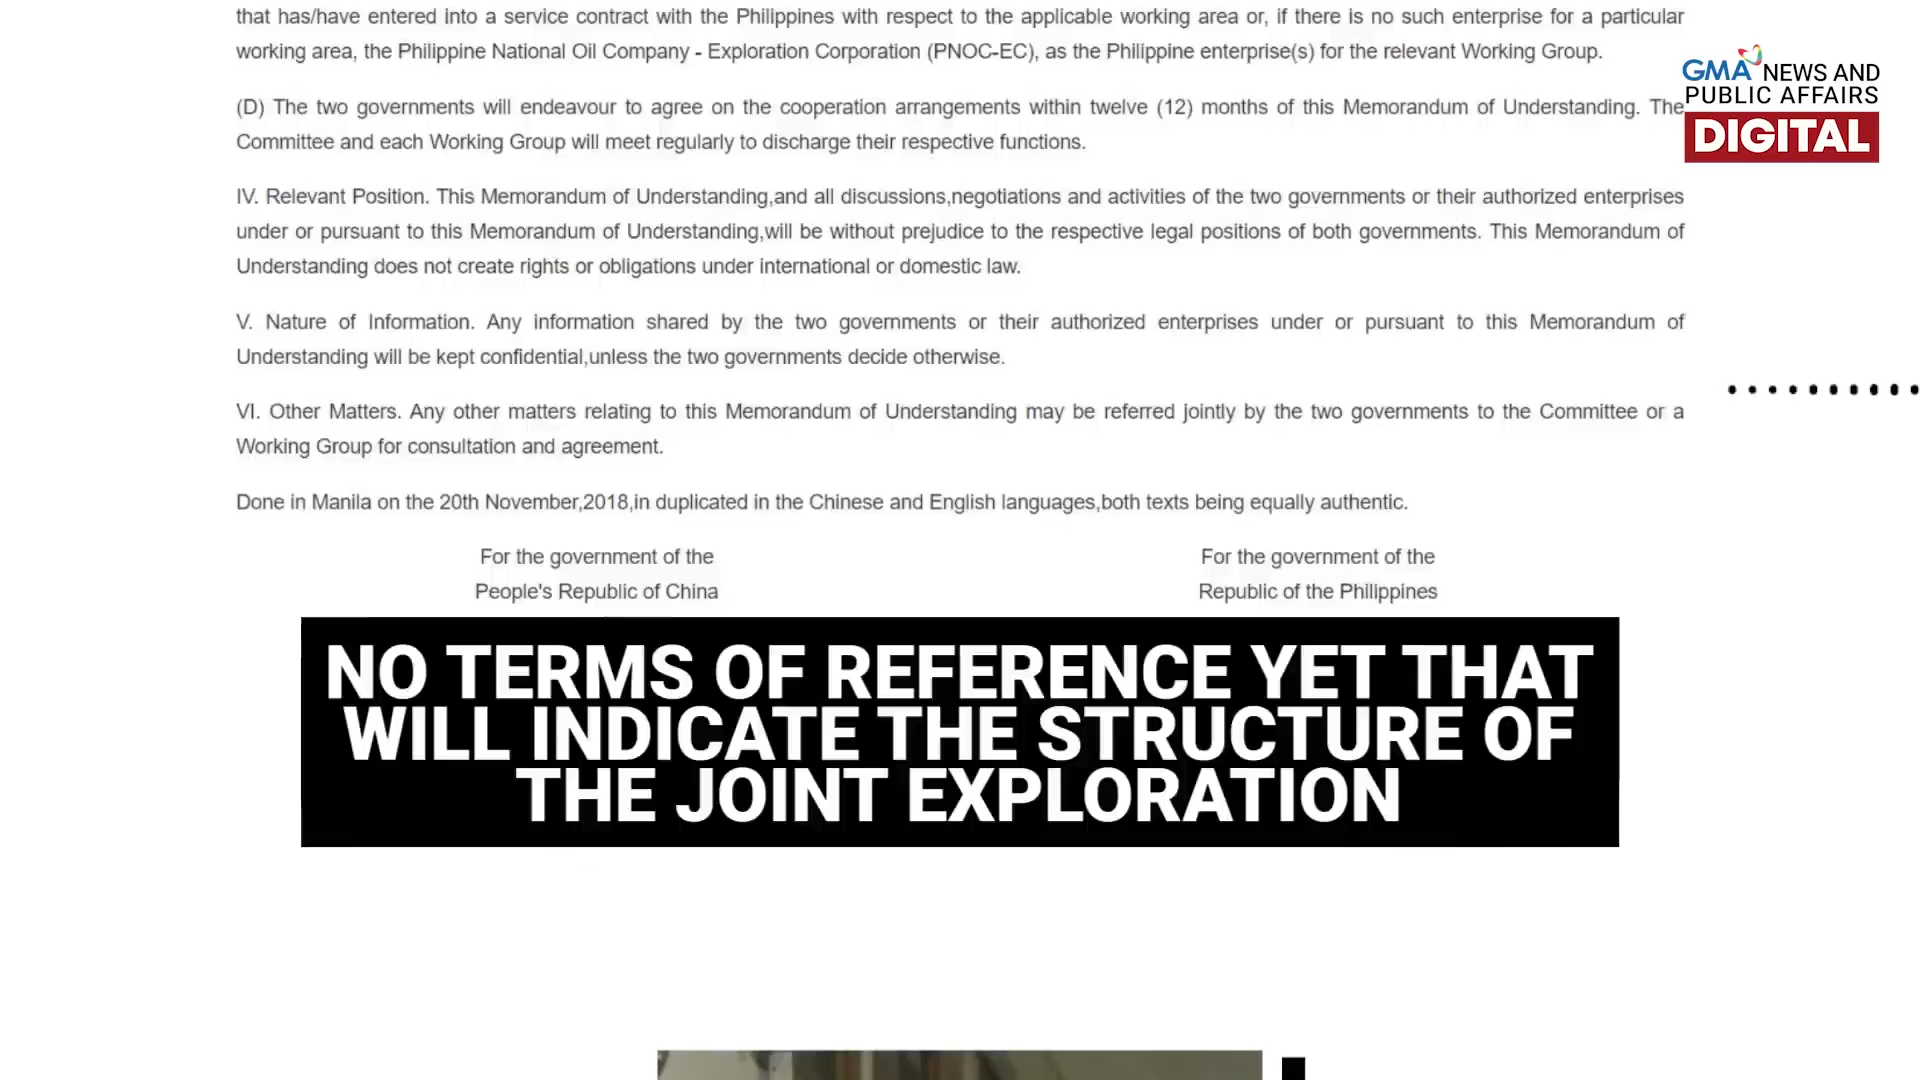 that has/have entered into a service contract with the Philippines with respect to the applicable working area or, if there is no such enterprise for a particular
working area, the Philippine National Oil Company - Exploration Corporation (PNOC-EC), as the Philippine enterprise(s) for the relevant Working Group.
GMA NEWS AND
PUBLIC AFFAIRS
DIGITAL
(D) The two governments will endeavour to agree on the cooperation arrangements within twelve (12) months of this Memorandum of Understanding. The
Committee and each Working Group will meet regularly to discharge their respective functions.
IV. Relevant Position. This Memorandum of Understanding,and all discussions,negotiations and activities of the two governments or their authorized enterprises
under or pursuant to this Memorandum of Understanding,will be without prejudice to the respective legal positions of both governments. This Memorandum of
Understanding does not create rights or obligations under international or domestic law.
V. Nature of Information. Any information shared by the two governments or their authorized enterprises under or pursuant to this Memorandum of
Understanding will be kept confidential,unless the two governments decide otherwise.
VI. Other Matters. Any other matters relating to this Memorandum of Understanding may be referred jointly by the two governments to the Committee or a
Working Group for consultation and agreement.
Done in Manila on the 20th November,2018,in duplicated in the Chinese and English languages,both texts being equally authentic.
For the government of the
People's Republic of China
For the government of the
Republic of the Philippines
NO TERMS OF REFERENCE YET THAT
WILL INDICATE THE STRUCTURE OF
THE JOINT EXPLORATION